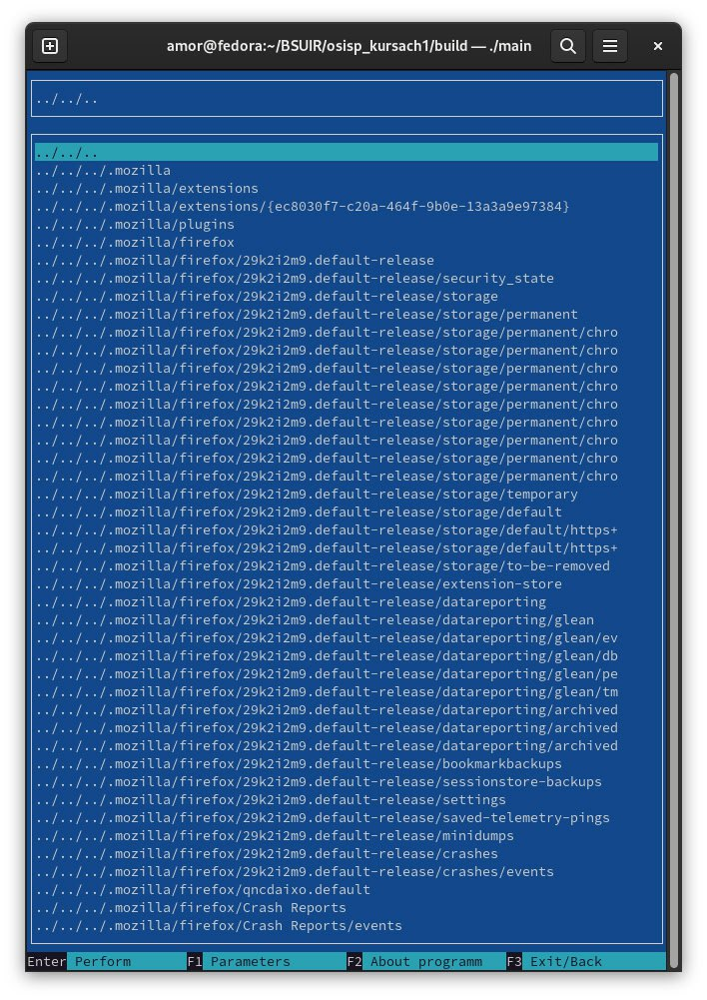 amor@fedora:~/BSUIR/osisp_kursach1/build — ./main
../../..
../../..
../../../.mozilla
../../../.mozilla/extensions
../../../.mozilla/extensions/{ec8030f7-c20a-464f-9b0e-13a3a9e97384}
../../../.mozilla/plugins
../../../.mozilla/firefox
../../../.mozilla/firefox/29k2i2m9.default-release
../../../.mozilla/firefox/29k2i2m9.default-release/security_state
../../../.mozilla/firefox/29k2i2m9.default-release/storage
../../../.mozilla/firefox/29k2i2m9.default-release/storage/permanent
../../../.mozilla/firefox/29k2i2m9.default-release/storage/permanent/chro
../../../.mozilla/firefox/29k2i2m9.default-release/storage/permanent/chro
../../../.mozilla/firefox/29k2i2m9.default-release/storage/permanent/chro
../../../.mozilla/firefox/29k2i2m9.default-release/storage/permanent/chro
../../../.mozilla/firefox/29k2i2m9.default-release/storage/permanent/chro
../../../.mozilla/firefox/29k2i2m9.default-release/storage/permanent/chro
../../../.mozilla/firefox/29k2i2m9.default-release/storage/permanent/chro
../../../.mozilla/firefox/29k2i2m9.default-release/storage/permanent/chro
../../../.mozilla/firefox/29k2i2m9.default-release/storage/permanent/chro
../../../.mozilla/firefox/29k2i2m9.default-release/storage/temporary
../../../.mozilla/firefox/29k2i2m9.default-release/storage/default
../../../.mozilla/firefox/29k2i2m9.default-release/storage/default/https+
../../../.mozilla/firefox/29k2i2m9.default-release/storage/default/https+
../../../.mozilla/firefox/29k2i2m9.default-release/storage/to-be-removed
../../../.mozilla/firefox/29k2i2m9.default-release/extension-store
../../../.mozilla/firefox/29k2i2m9.default-release/datareporting
../../../.mozilla/firefox/29k2i2m9.default-release/datareporting/glean
../../../.mozilla/firefox/29k2i2m9.default-release/datareporting/glean/ev
../../../.mozilla/firefox/29k2i2m9.default-release/datareporting/glean/db
../../../.mozilla/firefox/29k2i2m9.default-release/datareporting/glean/pe
../../../.mozilla/firefox/29k2i2m9.default-release/datareporting/glean/tm
../../../.mozilla/firefox/29k2i2m9.default-release/datareporting/archived
../../../.mozilla/firefox/29k2i2m9.default-release/datareporting/archived
../../../.mozilla/firefox/29k2i2m9.default-release/datareporting/archived
../../../.mozilla/firefox/29k2i2m9.default-release/bookmarkbackups
../../../.mozilla/firefox/29k2i2m9.default-release/sessionstore-backups
../../../.mozilla/firefox/29k2i2m9.default-release/settings
../../../.mozilla/firefox/29k2i2m9.default-release/saved-telemetry-pings
../../../.mozilla/firefox/29k2i2m9.default-release/minidumps
../../../.mozilla/firefox/29k2i2m9.default-release/crashes
../../../.mozilla/firefox/29k2i2m9.default-release/crashes/events
../../../.mozilla/firefox/qncdaixo.default
../../../.mozilla/firefox/Crash Reports
../../../.mozilla/firefox/Crash Reports/events
Enter Perform F1 Parameters F2 About programm F3 Exit/Back